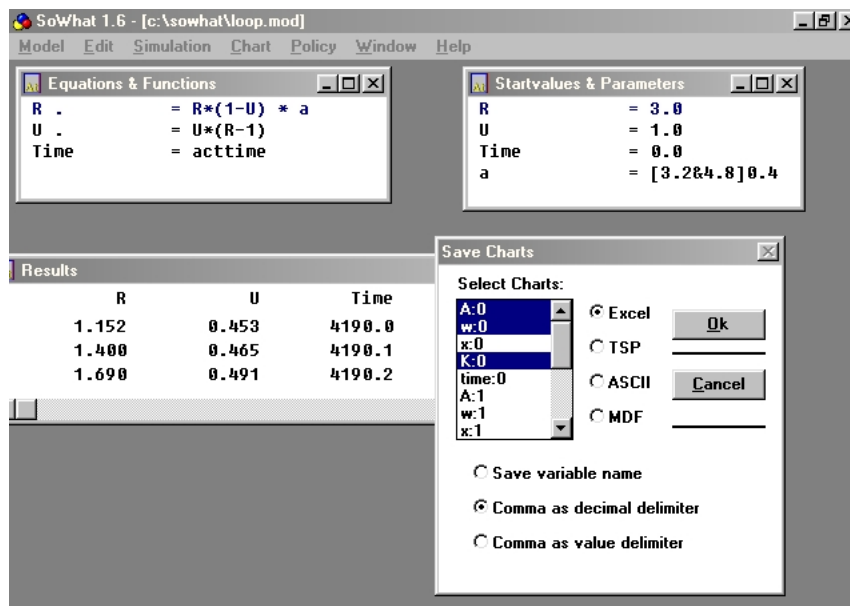 SoWhat 1.6 - [c:\sowhat\loop.mod]
Model Edit Simulation Chart Policy Window Help
Equations & Functions
R . = R*(1-U) * a
U . = U*(R-1)
Time = acttime
Startvalues & Parameters
R = 3.0
U = 1.0
Time = 0.0
a = [3.2&4.8]0.4
Results
R U Time
1.152 0.453 4190.0
1.400 0.465 4190.1
1.690 0.491 4190.2
Save Charts
Select Charts:
A:0
w:0
x:0
K:0
time:0
A:1
w:1
x:1
Excel
TSP
ASCII
MDF
Ok
Cancel
Save variable name
Comma as decimal delimiter
Comma as value delimiter